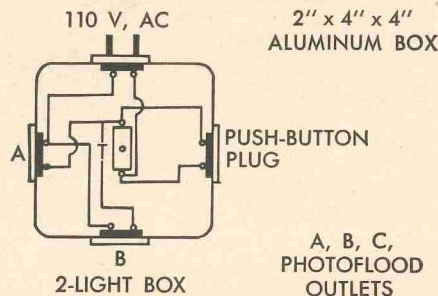 110 V, AC
2" x 4" x 4"
ALUMINUM BOX
A
T
PUSH-BUTTON
PLUG
B
2-LIGHT BOX
A, B, C,
PHOTOFLOOD
OUTLETS